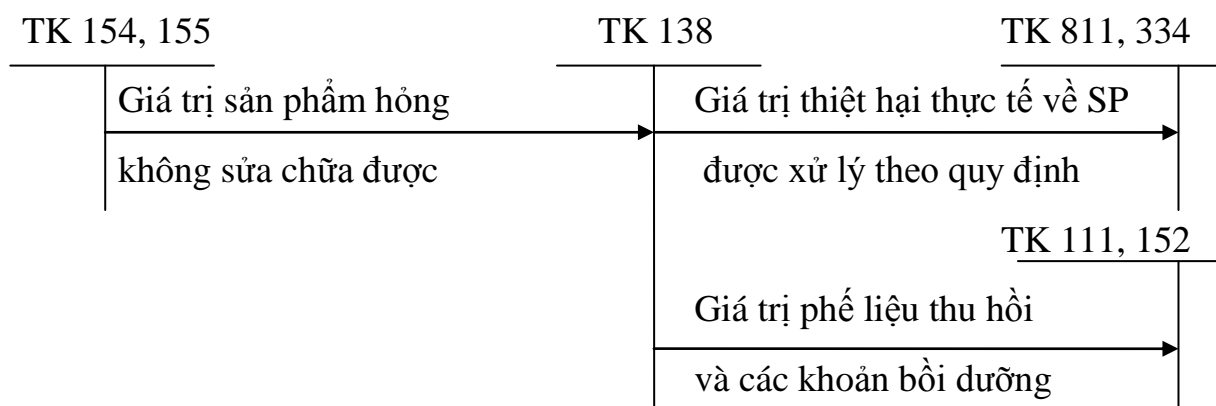 TK 154, 155 TK 138 TK 811, 334
Giá trị sản phẩm hỏng Giá trị thiệt hại thực tế về SP
không sửa chữa được được xử lý theo quy định
TK 111, 152
Giá trị phế liệu thu hồi
và các khoản bồi dưỡng